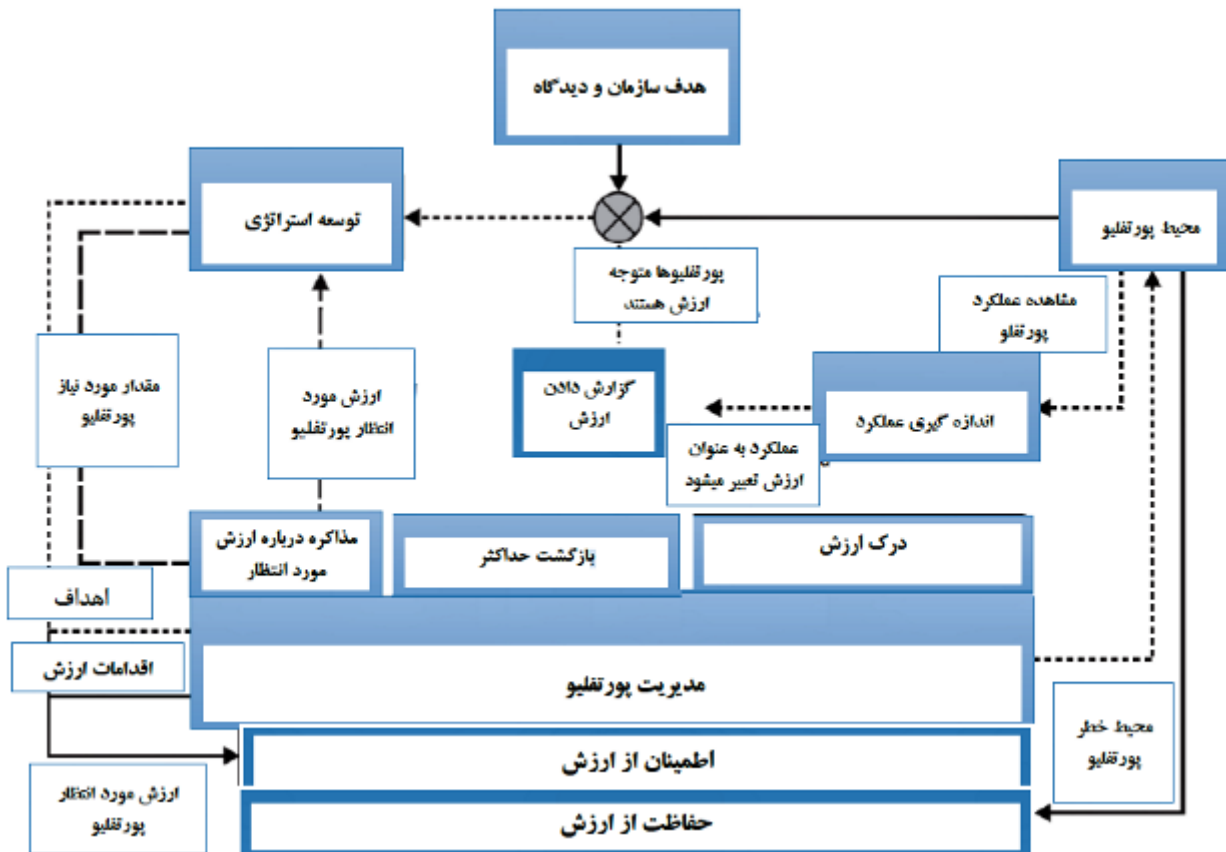 هدف سازمان و دیدگاه
توسعه استراتژی
محیط پورتفلیو
پورتفلیوها متوجه
ارزش هستند
مشاهده عملکرد
پورتفلو
مقدار مورد نیاز
پورتفلیو
ارزش مورد
انتظار پورتفلیو
گزارش دادن
ارزش
اندازه گیری عملکرد
عملکرد به عنوان
ارزش تعبیر میشود
مذاکره درباره ارزش
مورد انتظار
بازگشت حداکثر
درک ارزش
اهداف
اقدامات ارزش
مدیریت پورتفلیو
محیط خطر
پورتفلیو
اطمینان از ارزش
ارزش مورد انتظار
پورتفلیو
حفاظت از ارزش